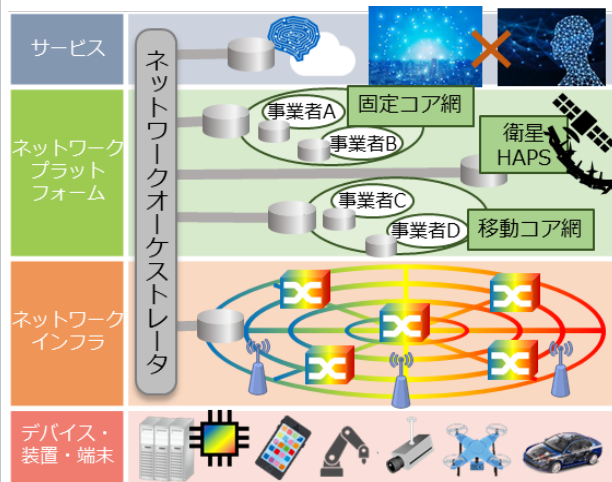 サービス
ネットワークオーケストレータ
ネットワーク
プラット
フォーム
事業者A
固定コア網
事業者B
衛星
HAPS
事業者C
事業者D
移動コア網
ネットワーク
インフラ
デバイス・
装置・端末